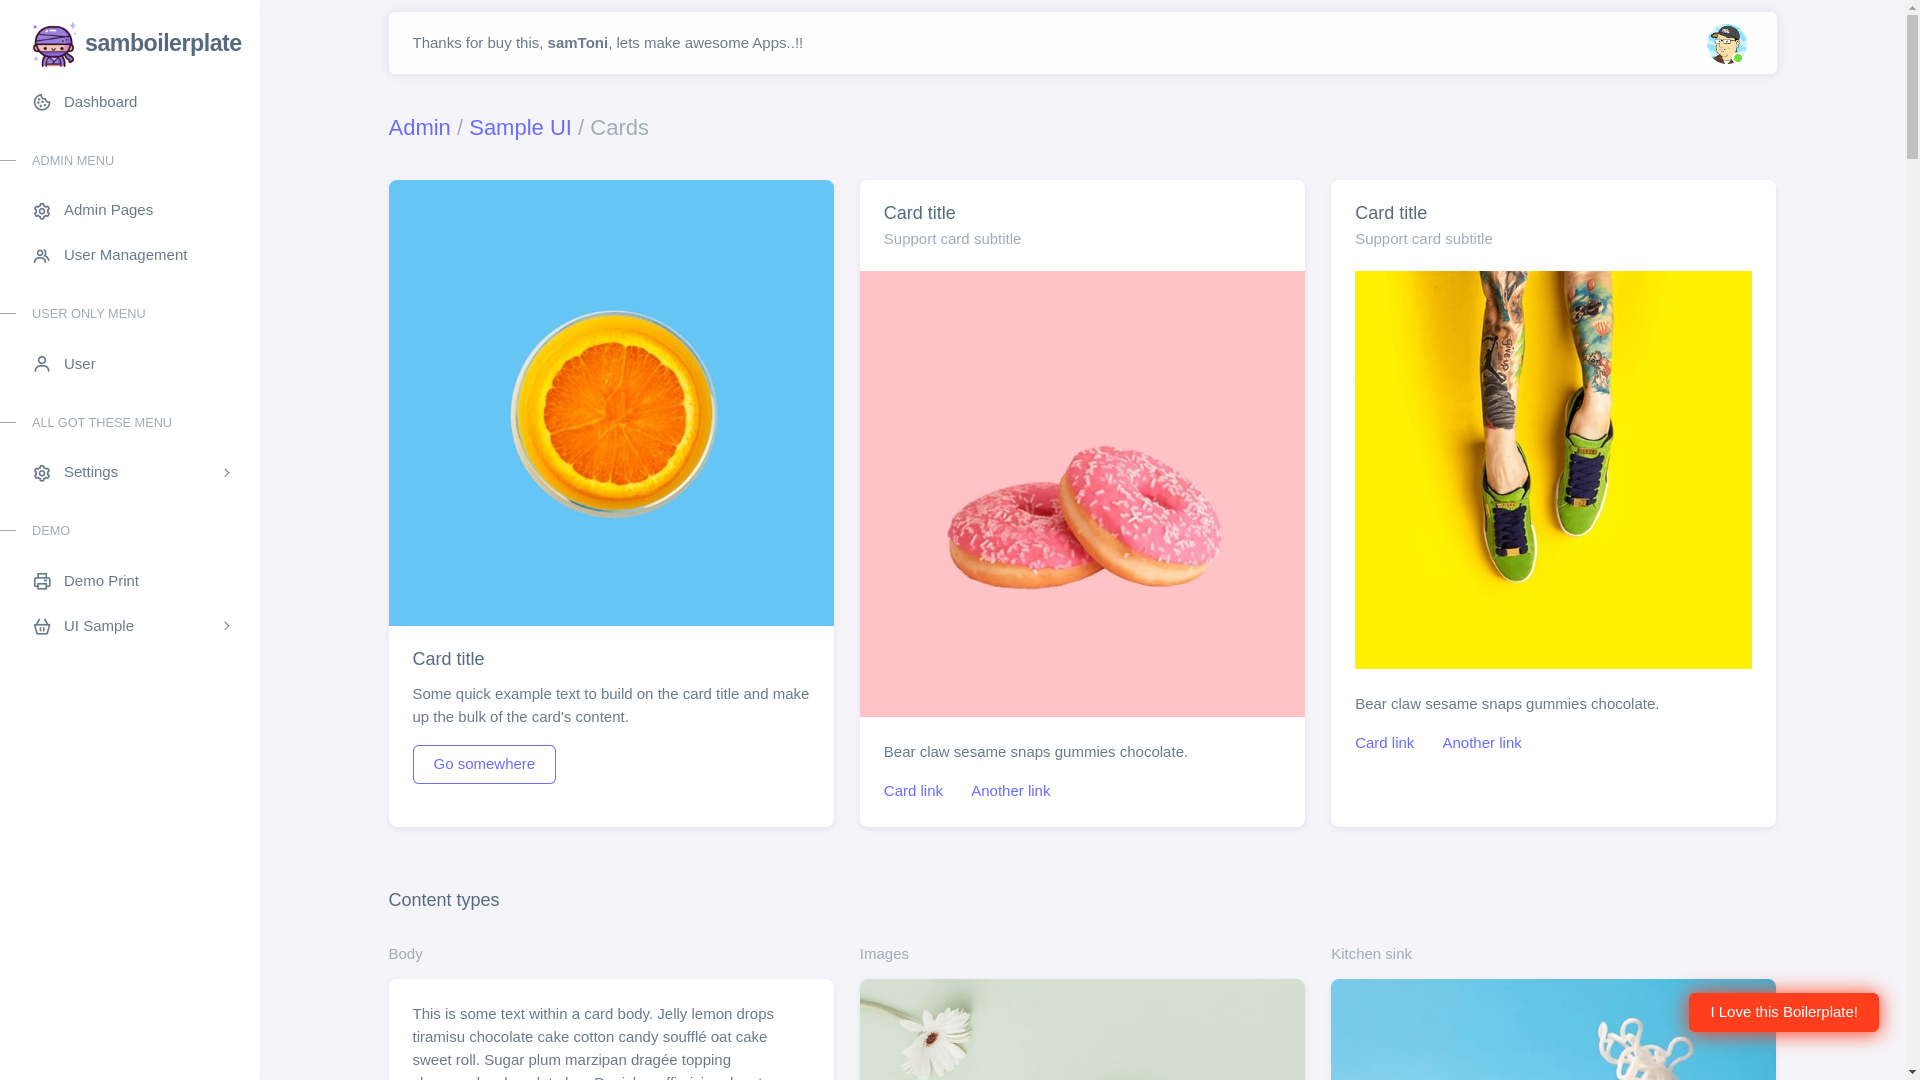 samboilerplate
Dashboard
ADMIN MENU
Admin Pages
User Management
USER ONLY MENU
User
ALL GOT THESE MENU
Settings
DEMO
Demo Print
UI Sample
Thanks for buy this, samToni, lets make awesome Apps..!!
Admin / Sample UI / Cards
Card title
Some quick example text to build on the card title and make
up the bulk of the card's content.
Go somewhere
Card title
Support card subtitle
Bear claw sesame snaps gummies chocolate.
Card link Another link
Card title
Support card subtitle
Bear claw sesame snaps gummies chocolate.
Card link Another link
Content types
Body
This is some text within a card body. Jelly lemon drops
tiramisu chocolate cake cotton candy soufflé oat cake
sweet roll. Sugar plum marzipan dragée topping
Images
Kitchen sink
I Love this Boilerplate!